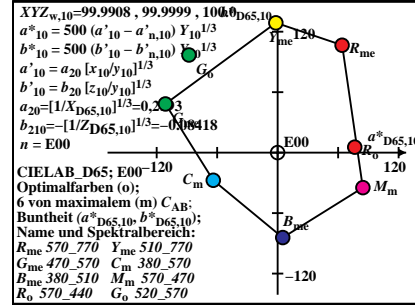 XYZw,10=99.9908 , 99.9999 , 100.0
a*10 = 500 (a'10 – a'n,10) Y10^1/3
b*10 = 500 (b'10 – b'n,10) Y10^1/3
a'10 = a20 [x10/y10]^1/3
b'10 = b20 [z10/y10]^1/3
a20=[1/XD65,10]^1/3
b210=–[1/ZD65,10]^1/3
n = E00
CIELAB_D65; E00
Optimalfarben (o);
6 von maximalem (m) CAB;
Buntheit (a*D65,10, b*D65,10);
Name und Spektralbereich:
Rme 570_770 Yme 510_770
Gme 470_570 Cm 380_570
Bme 380_510 Mm 570_470
Ro 570_440 Go 520_570
D65,10
120
Yme
Rme
Go
E00
a*D65,10
-120
120
Ro
Cm
Mm
Bme
-120